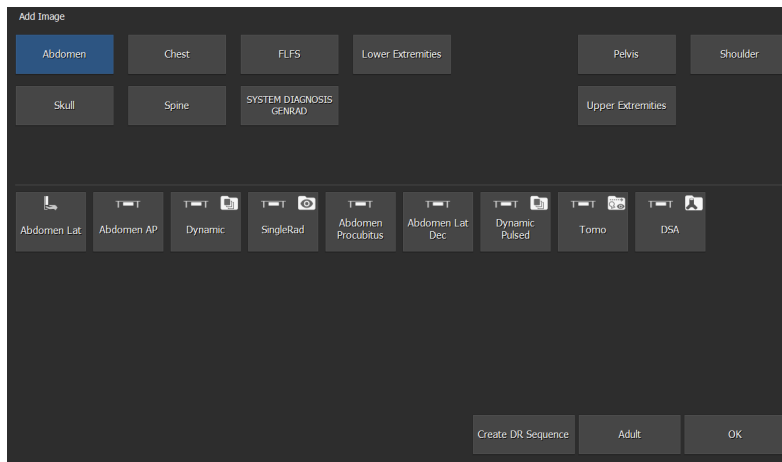 Add Image
Abdomen
Chest
FLFS
Lower Extremities
Pelvis
Shoulder
Skull
Spine
SYSTEM DIAGNOSIS
GENRAD
Upper Extremities
Abdomen Lat
Abdomen AP
Dynamic
SingleRad
Abdomen
Procubitus
Abdomen Lat
Dec
Dynamic
Pulsed
Tomo
DSA
Create DR Sequence
Adult
OK